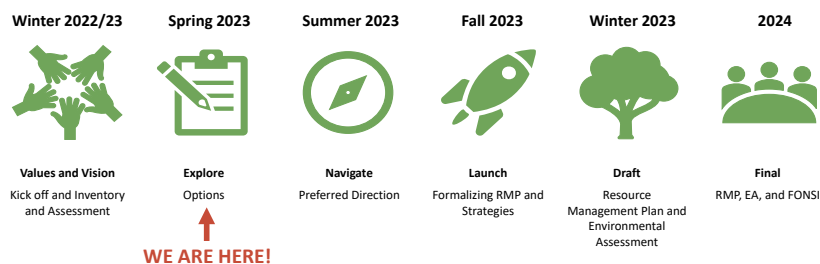 Winter 2022/23
Spring 2023
Summer 2023
Fall 2023
Winter 2023
2024
Values and Vision
Kick off and Inventory
and Assessment
Explore
Options
Navigate
Preferred Direction
Launch
Formalizing RMP and
Strategies
Draft
Resource
Management Plan and
Environmental
Assessment
Final
RMP, EA, and FONSI
WE ARE HERE!